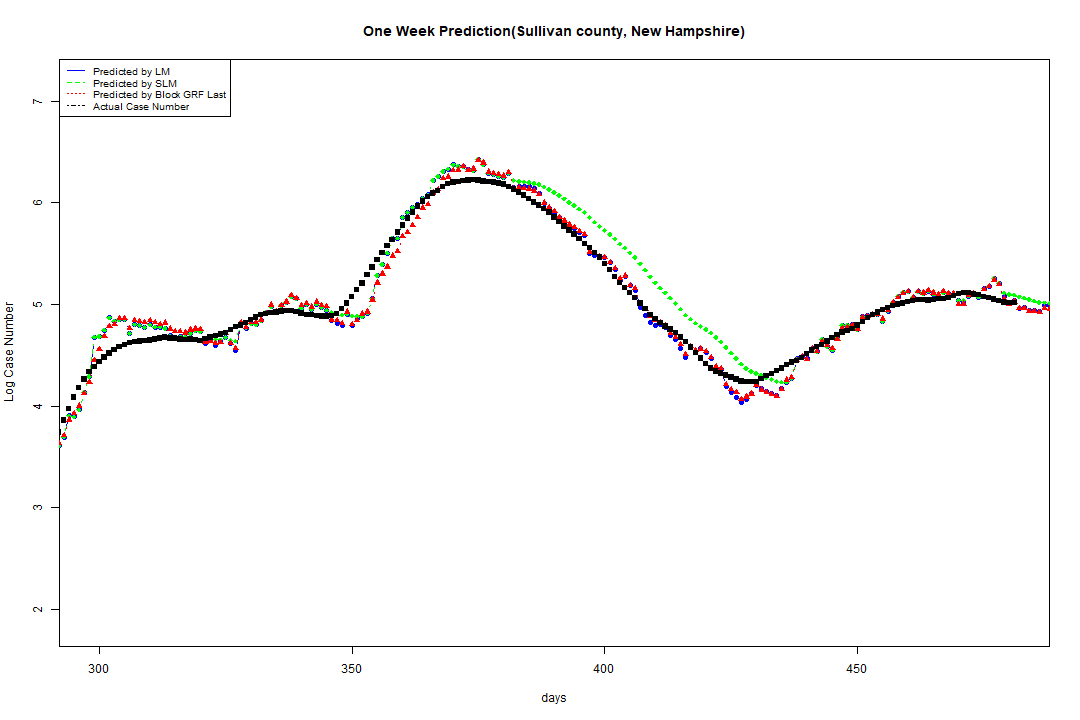 One Week Prediction(Sullivan county, New Hampshire)
Predicted by LM
Predicted by SLM
Predicted by Block GRF Last
Actual Case Number
7
6
5
4
3
2
Log Case Number
300 350 400 450
days